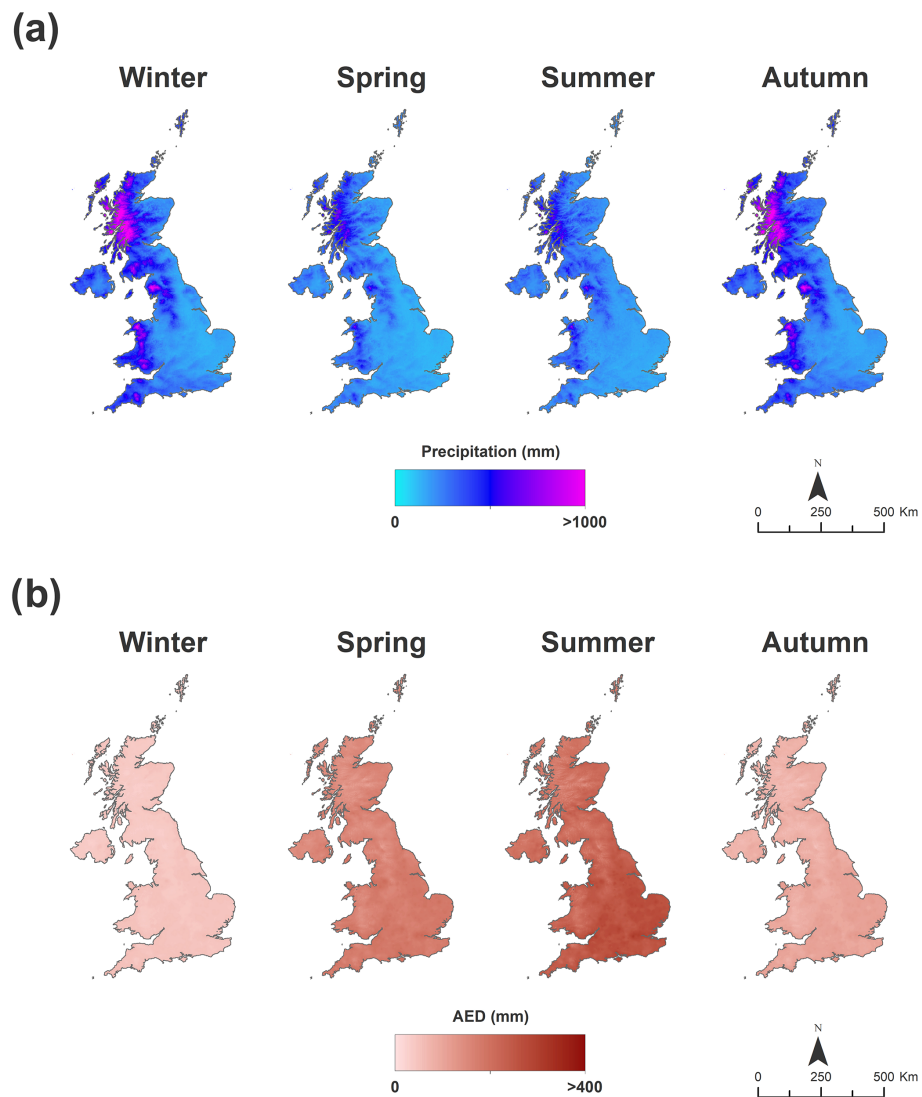 (a)
Winter Spring Summer Autumn
Precipitation (mm)
0 >1000
N
0 250 500 Km
(b)
Winter Spring Summer Autumn
AED (mm)
0 >400
N
0 250 500 Km